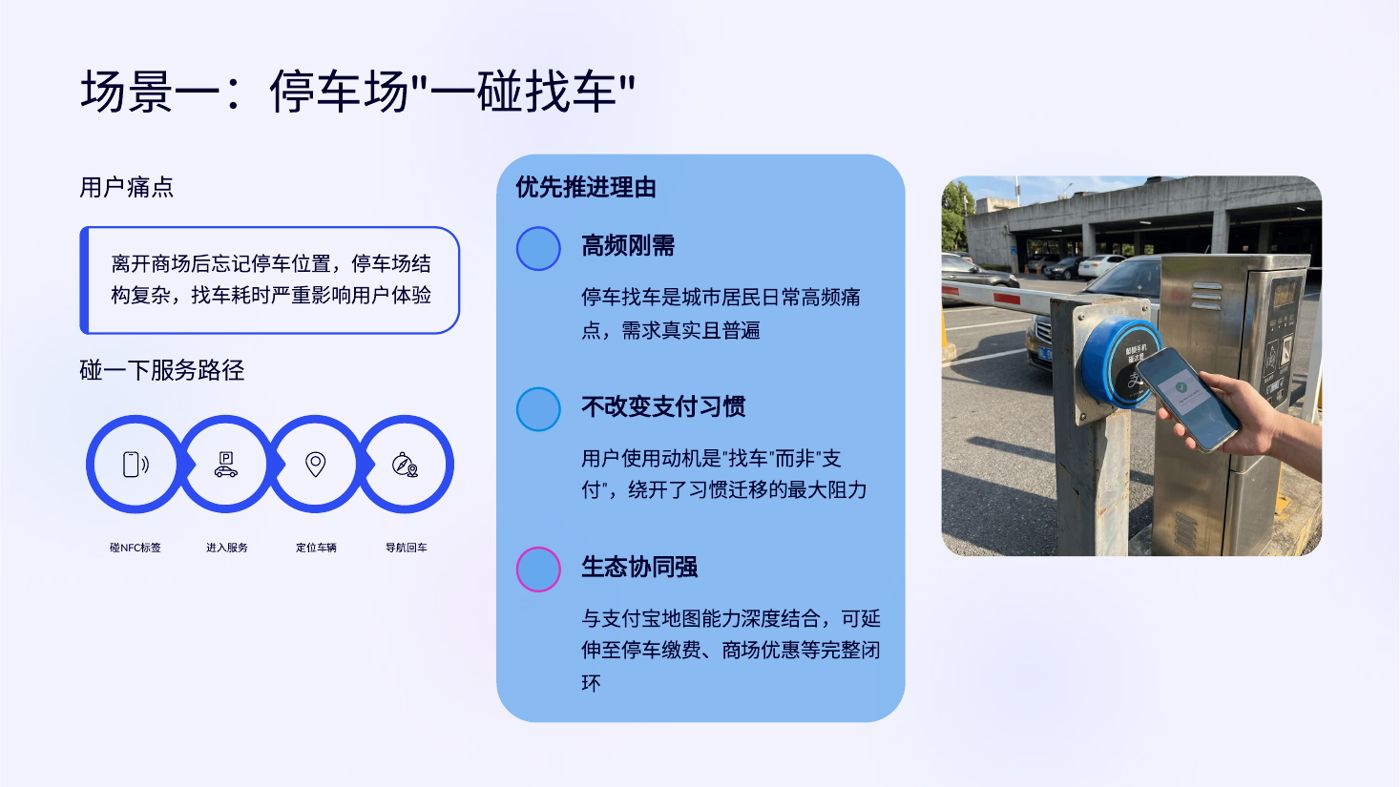 场景一：停车场"一碰找车"
用户痛点
离开商场后忘记停车位置，停车场结
构复杂，找车耗时严重影响用户体验
碰一下服务路径
P
碰NFC标签
进入服务
定位车辆
导航回车
优先推进理由
高频刚需
停车找车是城市居民日常高频痛
点，需求真实且普遍
不改变支付习惯
用户使用动机是"找车"而非"支
付"，绕开了习惯迁移的最大阻力
生态协同强
与支付宝地图能力深度结合，可延
伸至停车缴费、商场优惠等完整闭
环